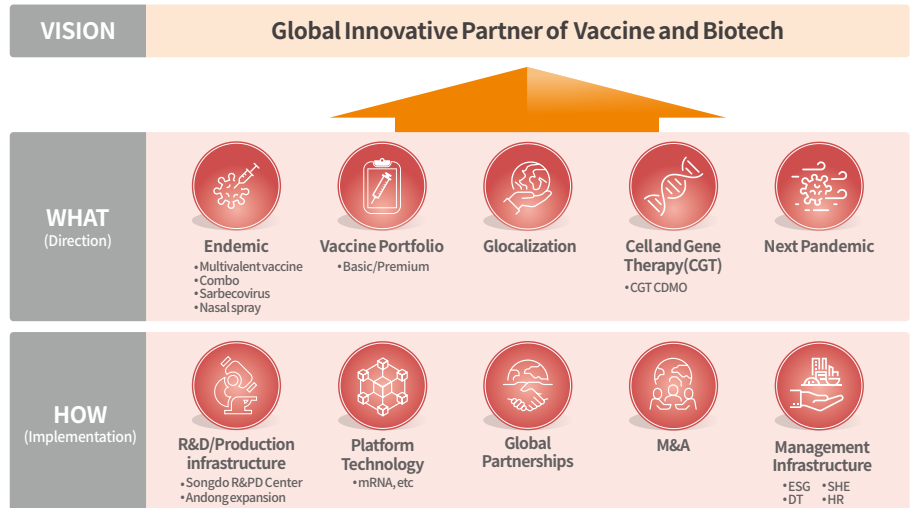 VISION
Global Innovative Partner of Vaccine and Biotech
WHAT
(Direction)
Endemic
•Multivalent vaccine
•Combo
•Sarbecovirus
•Nasal spray
Vaccine Portfolio
•Basic/Premium
Glocalization
Cell and Gene
Therapy(CGT)
•CGT CDMO
Next Pandemic
HOW
(Implementation)
R&D/Production
infrastructure
•Songdo R&PD Center
•Andong expansion
Platform
Technology
•mRNA, etc
Global
Partnerships
M&A
Management
Infrastructure
•ESG •SHE
•DT •HR